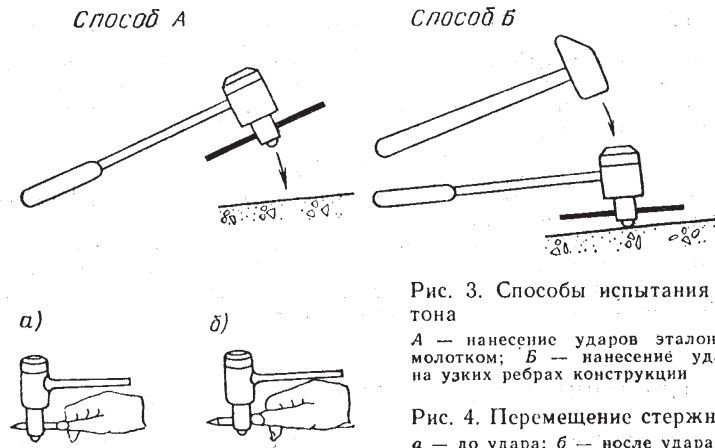 Способ А
Способ Б
Рис. 3. Способы испытания
тона
А — нанесение ударов эталон
молотком; Б — нанесение уд
на узких ребрах конструкции
а)
б)
Рис. 4. Перемещение стержн
а — до удара; б — после удара